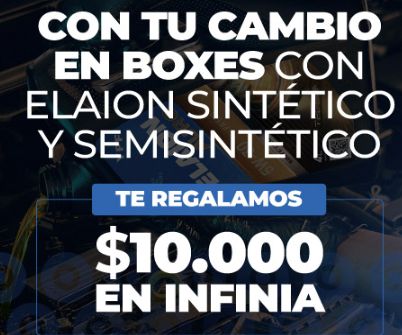 CON TU CAMBIO
EN BOXES CON
ELAION SINTÉTICO
Y SEMISINTÉTICO
TE REGALAMOS
$10.000
EN INFINIA